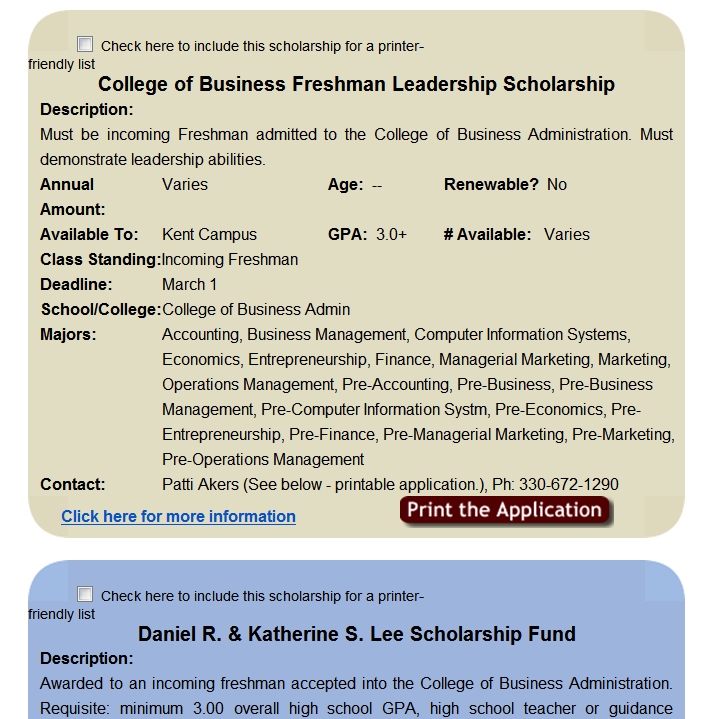 Check here to include this scholarship for a printer-
friendly list
College of Business Freshman Leadership Scholarship
Description:
Must be incoming Freshman admitted to the College of Business Administration. Must
demonstrate leadership abilities.
Annual Varies Age: -- Renewable? No
Amount:
Available To: Kent Campus GPA: 3.0+ # Available: Varies
Class Standing:Incoming Freshman
Deadline: March 1
School/College:College of Business Admin
Majors: Accounting, Business Management, Computer Information Systems,
Economics, Entrepreneurship, Finance, Managerial Marketing, Marketing,
Operations Management, Pre-Accounting, Pre-Business, Pre-Business
Management, Pre-Computer Information Systm, Pre-Economics, Pre-
Entrepreneurship, Pre-Finance, Pre-Managerial Marketing, Pre-Marketing,
Pre-Operations Management
Contact: Patti Akers (See below - printable application.), Ph: 330-672-1290
Click here for more information Print the Application
Check here to include this scholarship for a printer-
friendly list
Daniel R. & Katherine S. Lee Scholarship Fund
Description:
Awarded to an incoming freshman accepted into the College of Business Administration.
Requisite: minimum 3.00 overall high school GPA, high school teacher or guidance